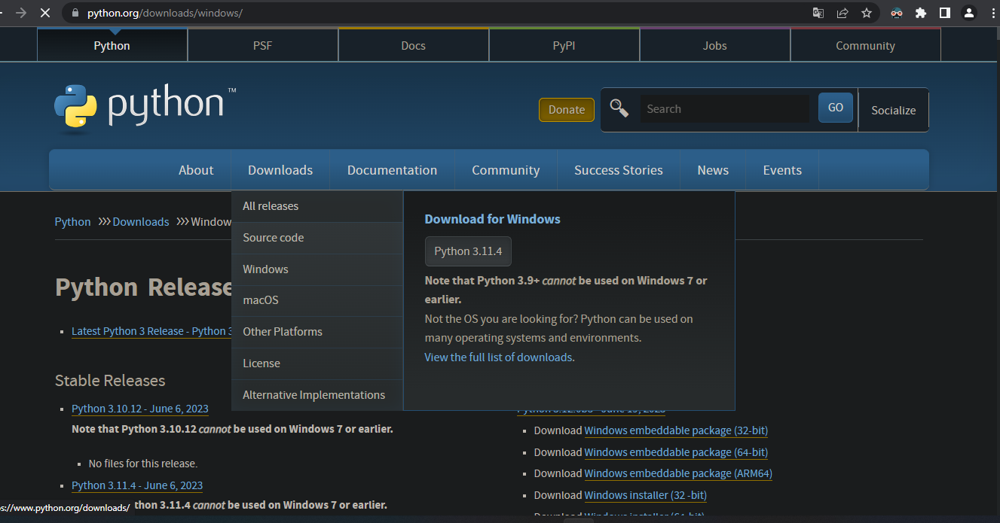 python.org/downloads/windows/
Python
PSF
Docs
PyPI
Jobs
Community
python™
Donate
Search
GO
Socialize
About
Downloads
Documentation
Community
Success Stories
News
Events
All releases
Source code
Windows
macOS
Other Platforms
License
Alternative Implementations
Download for Windows
Python 3.11.4
Note that Python 3.9+ cannot be used on Windows 7 or
earlier.
Not the OS you are looking for? Python can be used on
many operating systems and environments.
View the full list of downloads.
Python >>> Downloads >>> Window
Python Release
Latest Python 3 Release - Python 3
Stable Releases
Python 3.10.12 - June 6, 2023
Note that Python 3.10.12 cannot be used on Windows 7 or earlier.
No files for this release.
Python 3.11.4 - June 6, 2023
thon 3.11.4 cannot be used on Windows 7 or earlier.
Download Windows embeddable package (32-bit)
Download Windows embeddable package (64-bit)
Download Windows embeddable package (ARM64)
Download Windows installer (32 -bit)
Download Windows installer (64-bit)
s://www.python.org/downloads/